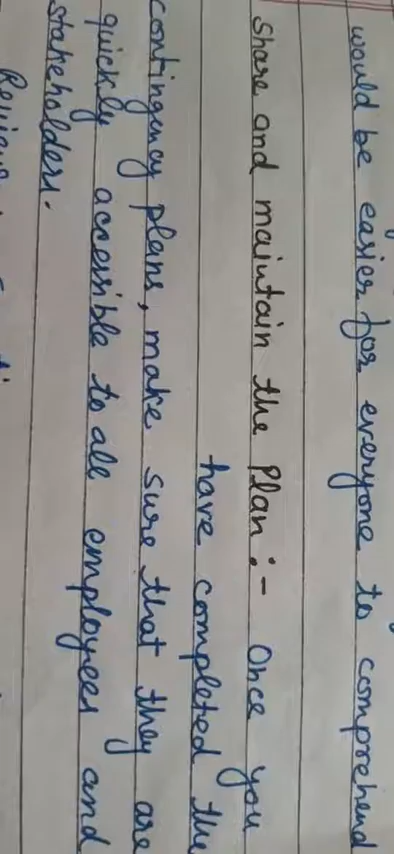 would be easier for everyone to comprehend
Share and maintain the Plan :- Once you
have completed the
contingency plans, make sure that they are
quickly accessible to all employees and
stakeholders.